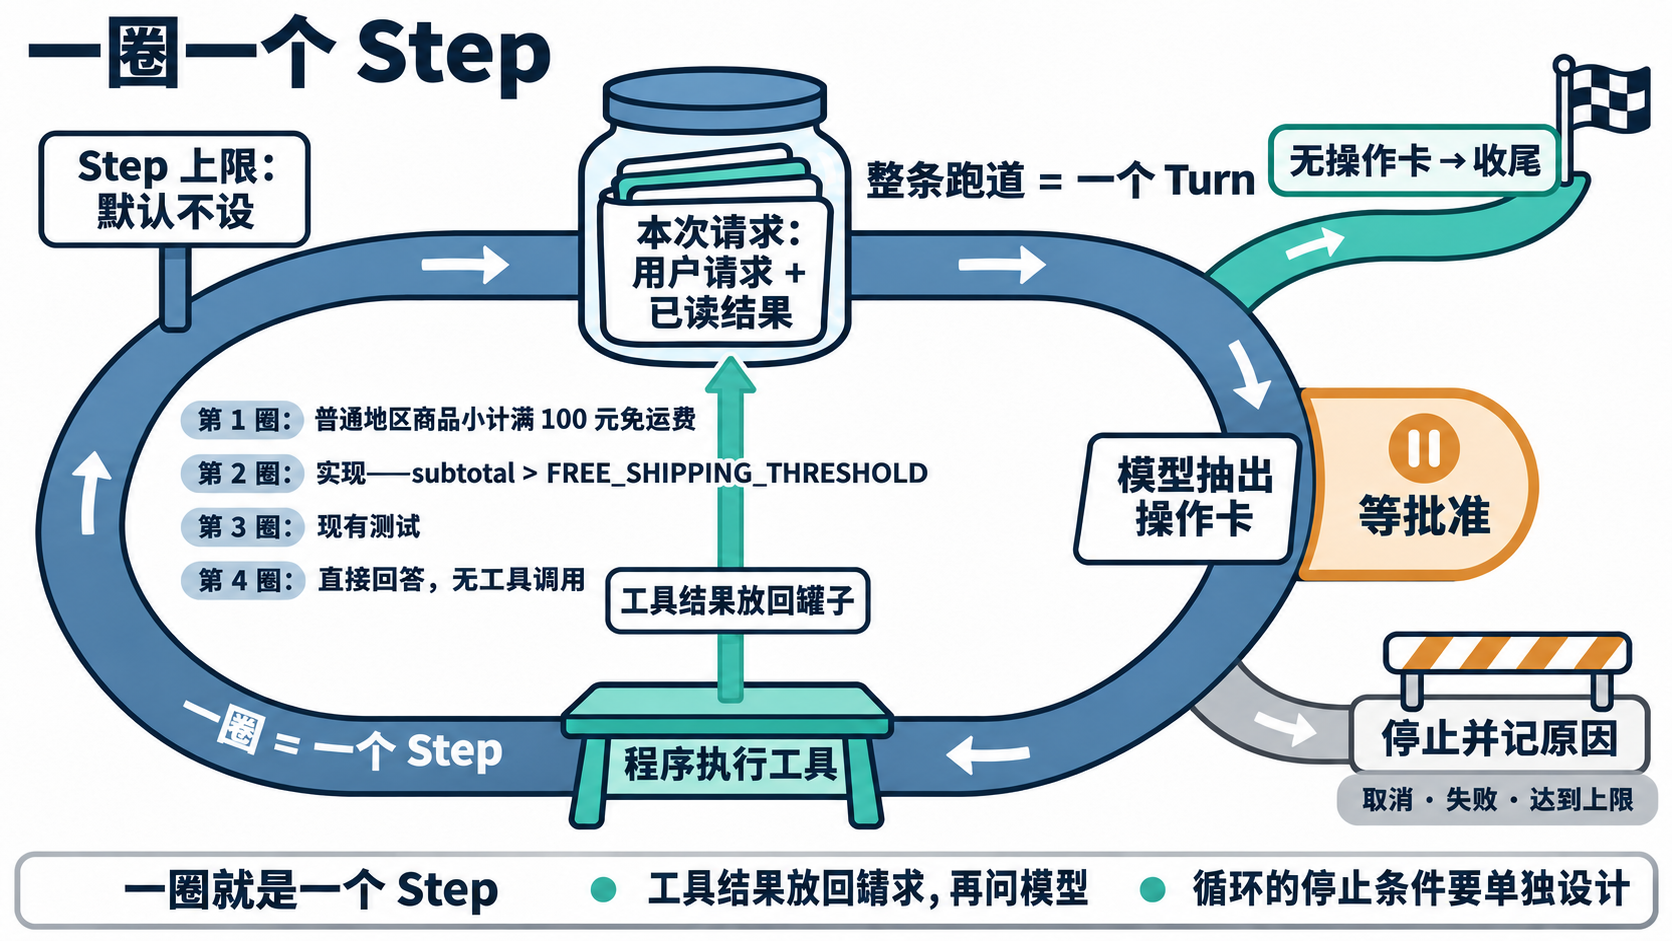 一圈一个 Step
Step 上限：
默认不设
本次请求：
用户请求 +
已读结果
整条跑道 = 一个 Turn
无操作卡 → 收尾
第 1 圈： 普通地区商品小计满 100 元免运费
第 2 圈： 实现——subtotal > FREE_SHIPPING_THRESHOLD
第 3 圈： 现有测试
第 4 圈： 直接回答，无工具调用
模型抽出
操作卡
等批准
工具结果放回罐子
一圈 = 一个 Step
程序执行工具
停止并记原因
取消 · 失败 · 达到上限
一圈就是一个 Step
工具结果放回请求，再问模型
循环的停止条件要单独设计